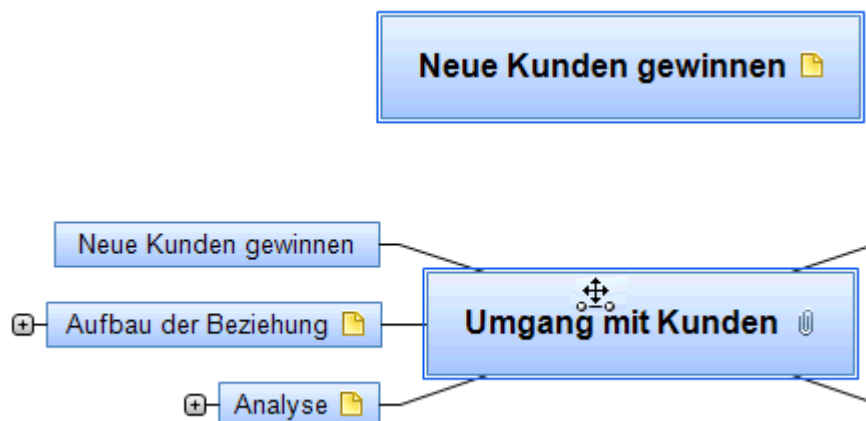 Neue Kunden gewinnen
Neue Kunden gewinnen
Aufbau der Beziehung
Umgang mit Kunden
Analyse